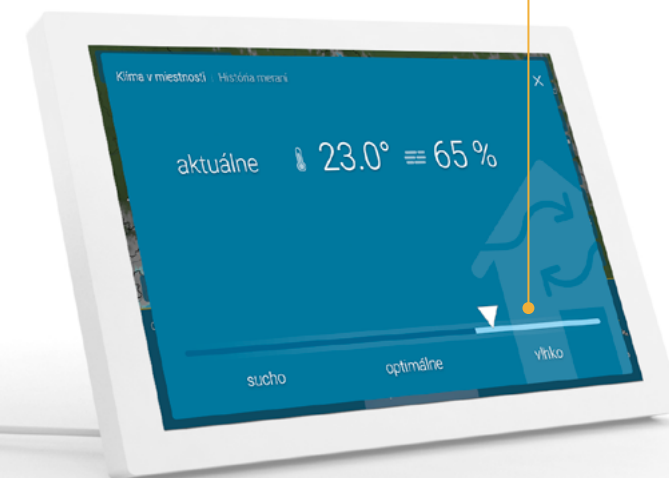 Klíma v miestnosti | História meraní
aktuálne 23.0° 65 %
sucho optimálne vlhko